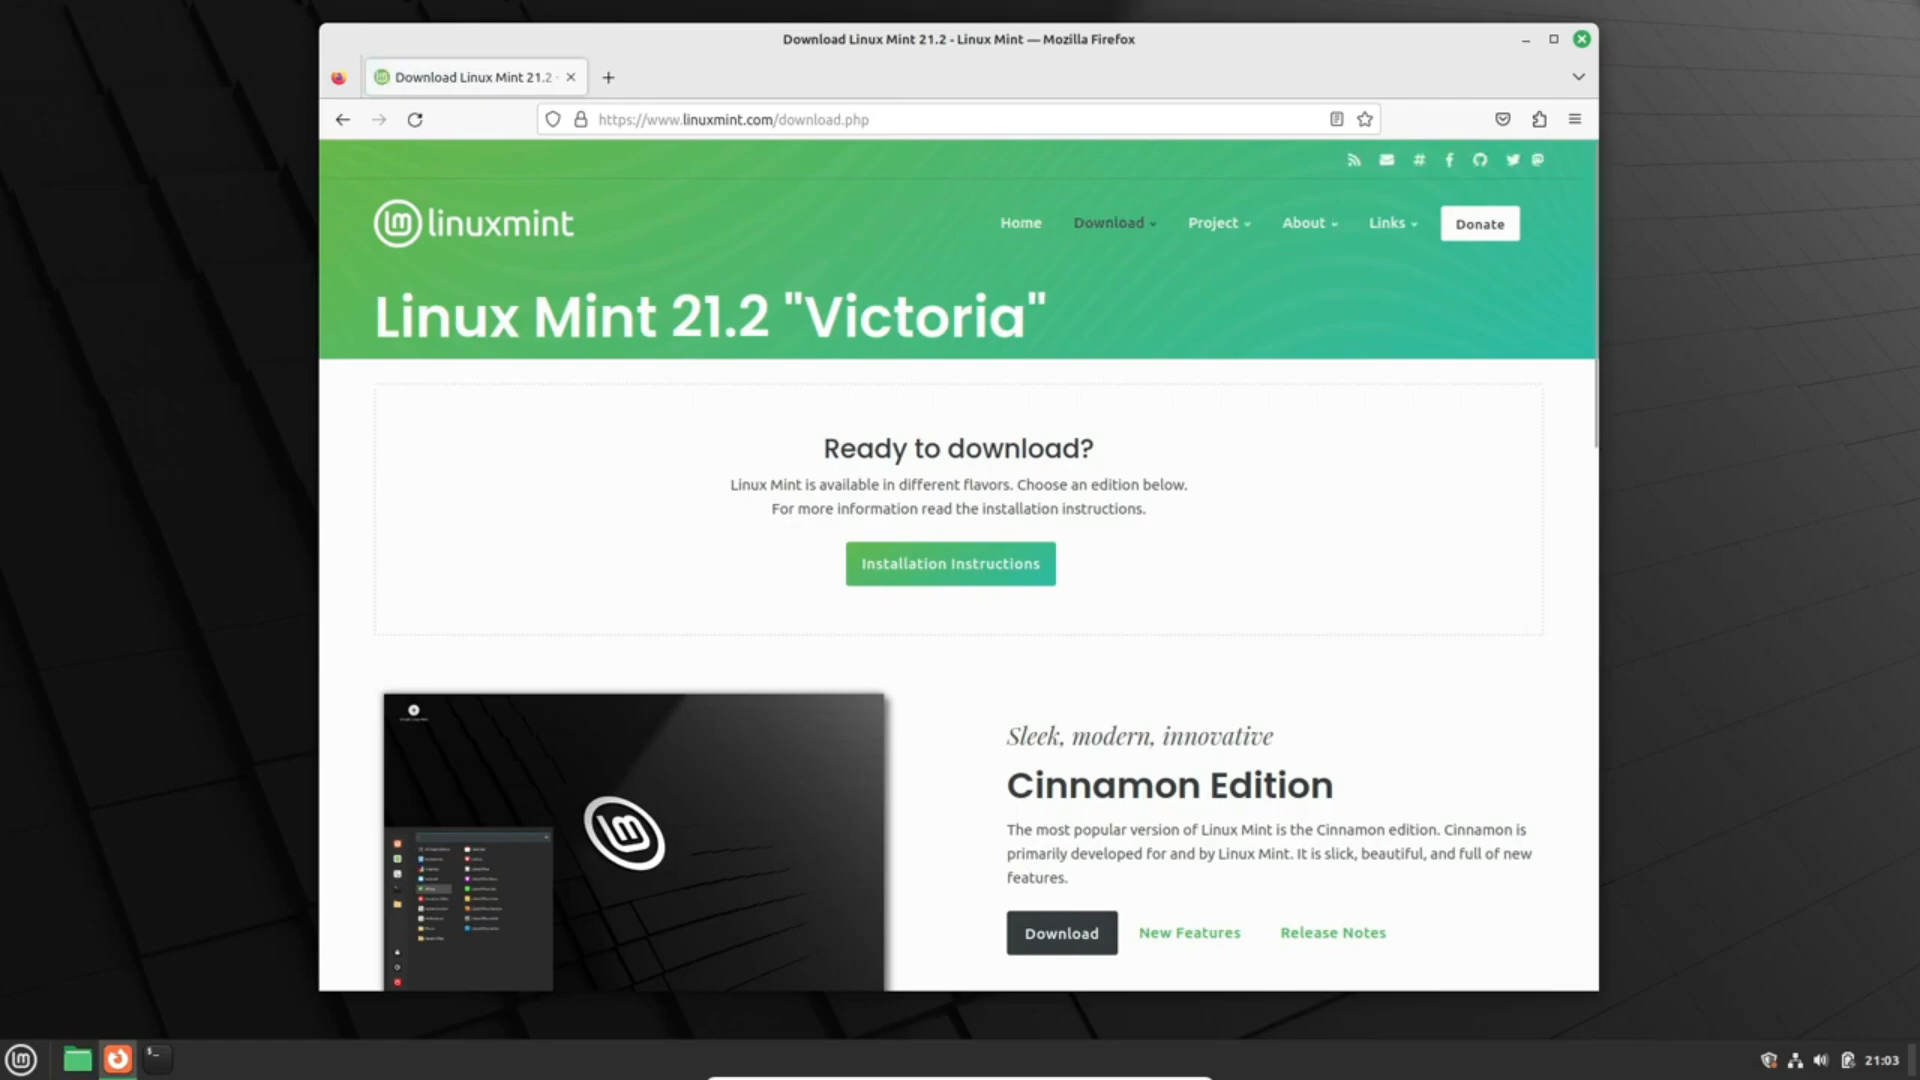 Download Linux Mint 21.2 - Linux Mint — Mozilla Firefox
Download Linux Mint 21.2 -
https://www.linuxmint.com/download.php
linuxmint
Home
Download
Project
About
Links
Donate
Linux Mint 21.2 "Victoria"
Ready to download?
Linux Mint is available in different flavors. Choose an edition below.
For more information read the installation instructions.
Installation Instructions
Sleek, modern, innovative
Cinnamon Edition
The most popular version of Linux Mint is the Cinnamon edition. Cinnamon is
primarily developed for and by Linux Mint. It is slick, beautiful, and full of new
features.
Download
New Features
Release Notes
21:03